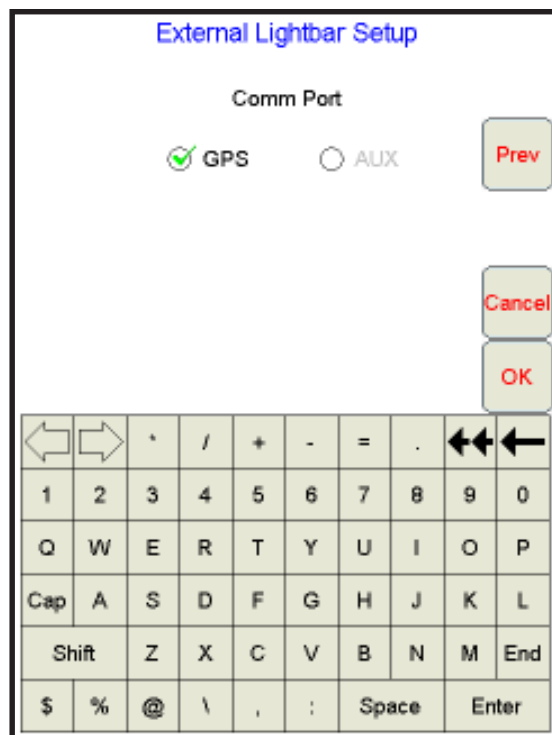 External Lightbar Setup
Comm Port
GPS AUX
Prev
Cancel
OK
* / + - = .
1 2 3 4 5 6 7 8 9 0
Q W E R T Y U I O P
Cap A S D F G H J K L
Shift Z X C V B N M End
$ % @ \ , : Space Enter